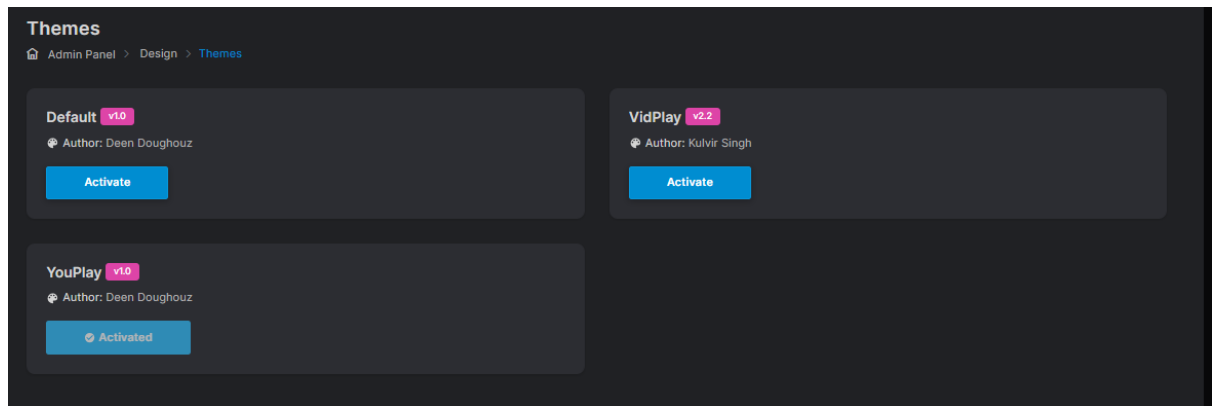 Themes
Admin Panel > Design > Themes
Default v1.0
Author: Deen Doughouz
Activate
VidPlay v2.2
Author: Kulvir Singh
Activate
YouPlay v1.0
Author: Deen Doughouz
Activated